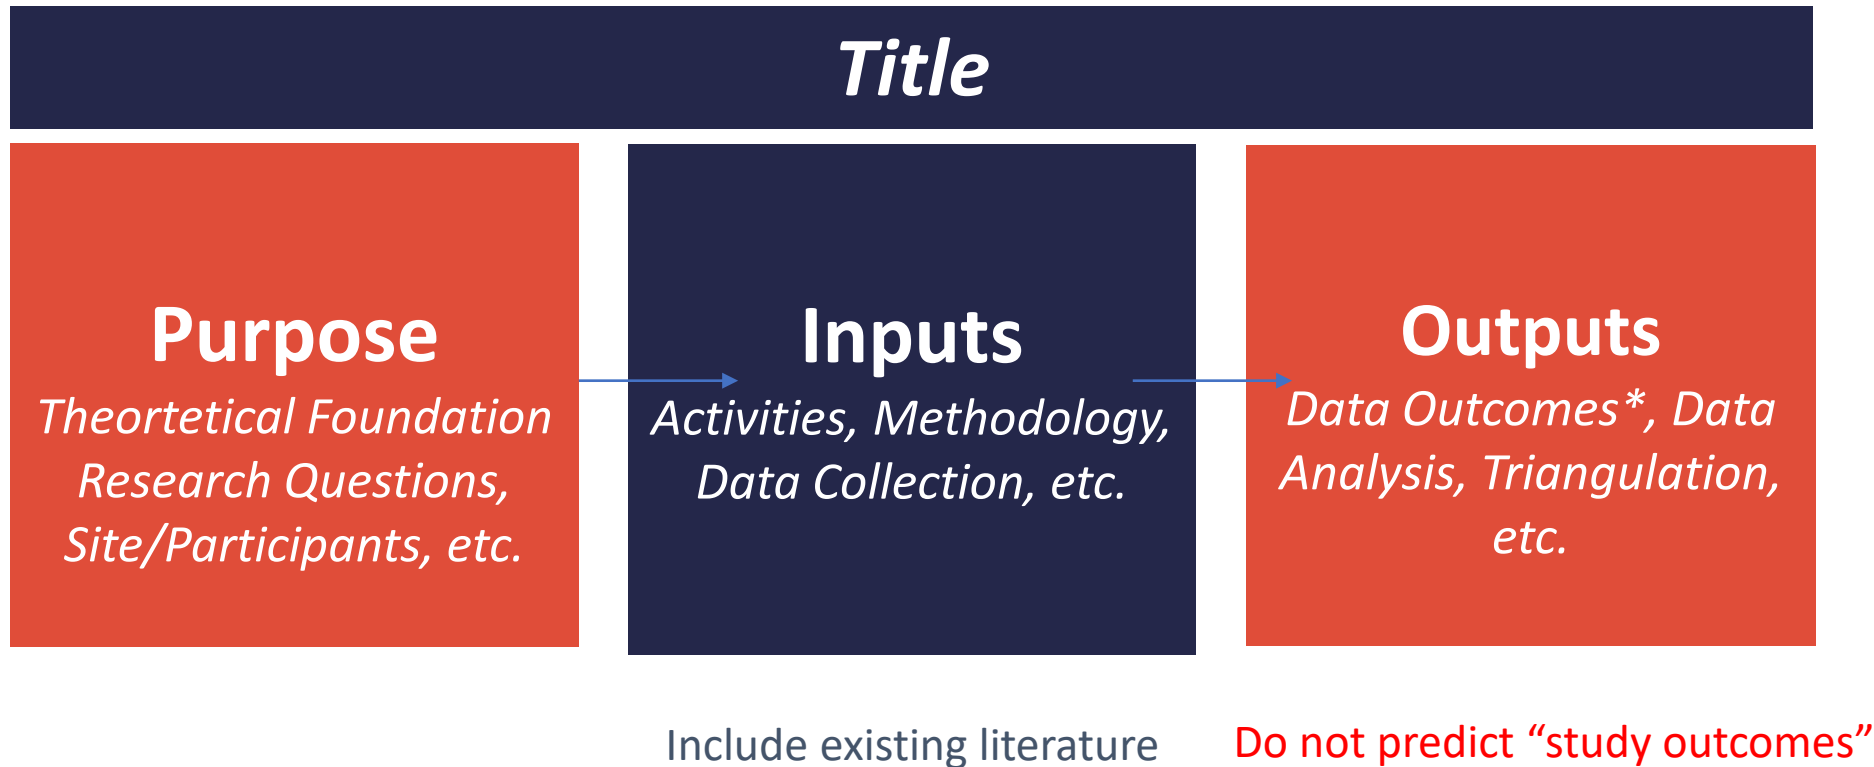 Title
Purpose
Theortetical Foundation
Research Questions,
Site/Participants, etc.
Inputs
Activities, Methodology,
Data Collection, etc.
Outputs
Data Outcomes*, Data
Analysis, Triangulation,
etc.
Include existing literature
Do not predict “study outcomes”